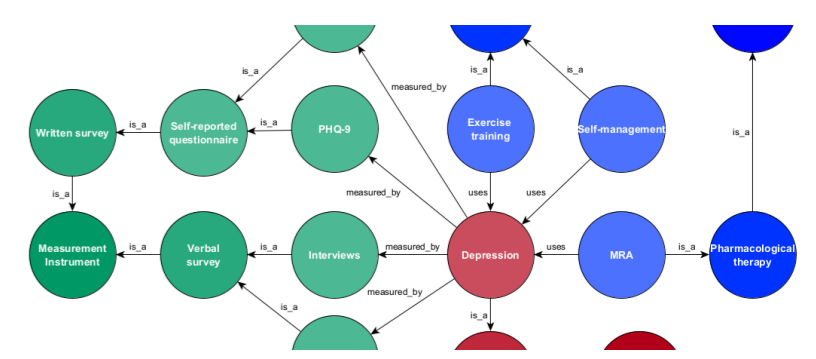 is_a
measured_by
is_a
is_a
Written survey
is_a
Self-reported
questionnaire
is_a
PHQ-9
Exercise
training
Self-management
is_a
is_a
measured_by
uses
uses
Measurement
Instrument
is_a
Verbal
survey
is_a
Interviews
measured_by
Depression
uses
MRA
is_a
Pharmacological
therapy
is_a
measured_by
is_a